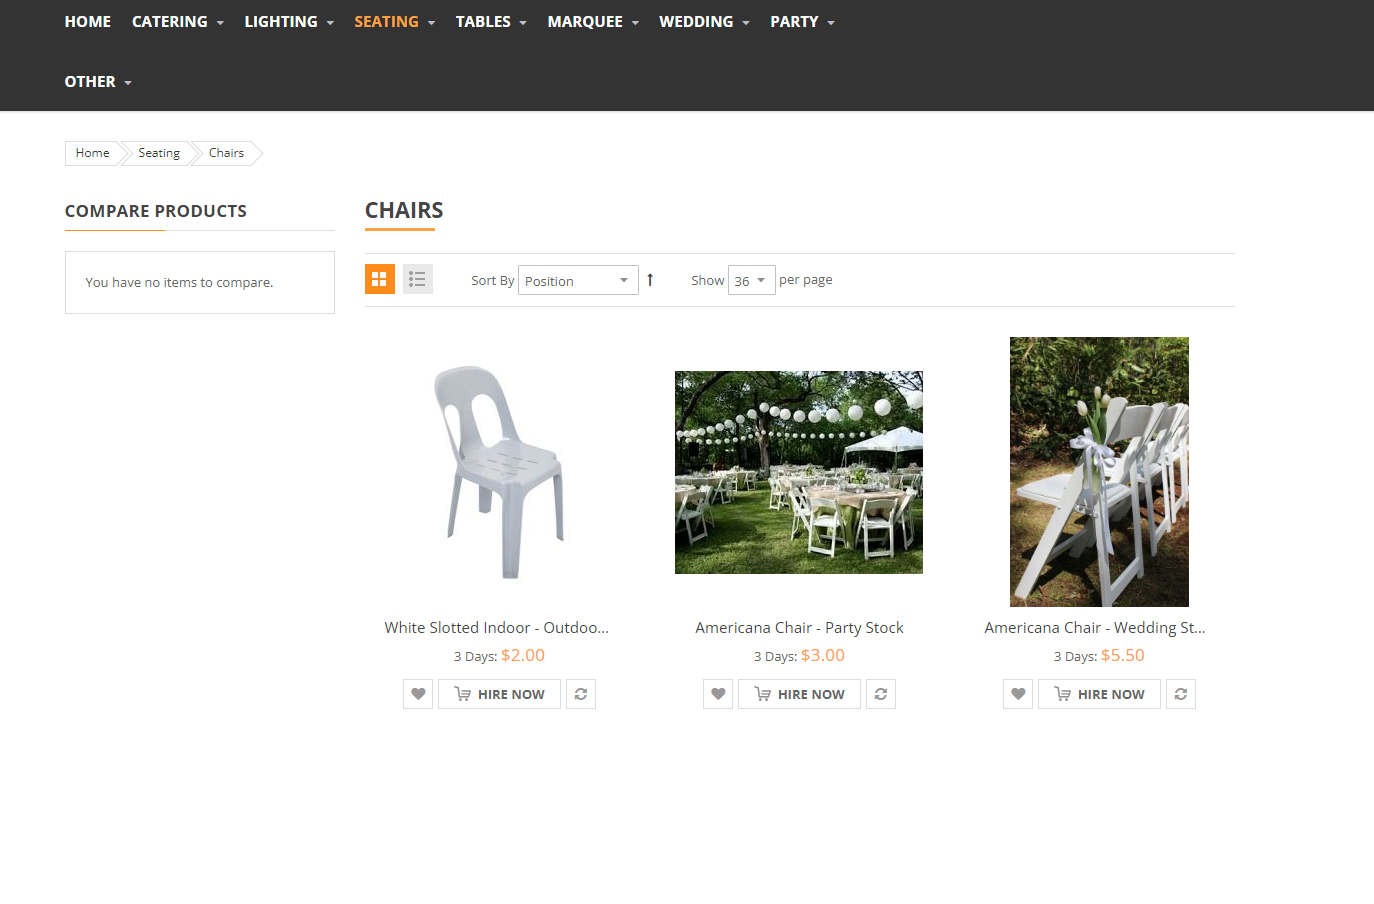 HOME CATERING LIGHTING SEATING TABLES MARQUEE WEDDING PARTY
OTHER
Home Seating Chairs
COMPARE PRODUCTS
You have no items to compare.
CHAIRS
Sort By Position Show 36 per page
White Slotted Indoor - Outdoo...
3 Days: $2.00
HIRE NOW
Americana Chair - Party Stock
3 Days: $3.00
HIRE NOW
Americana Chair - Wedding St...
3 Days: $5.50
HIRE NOW